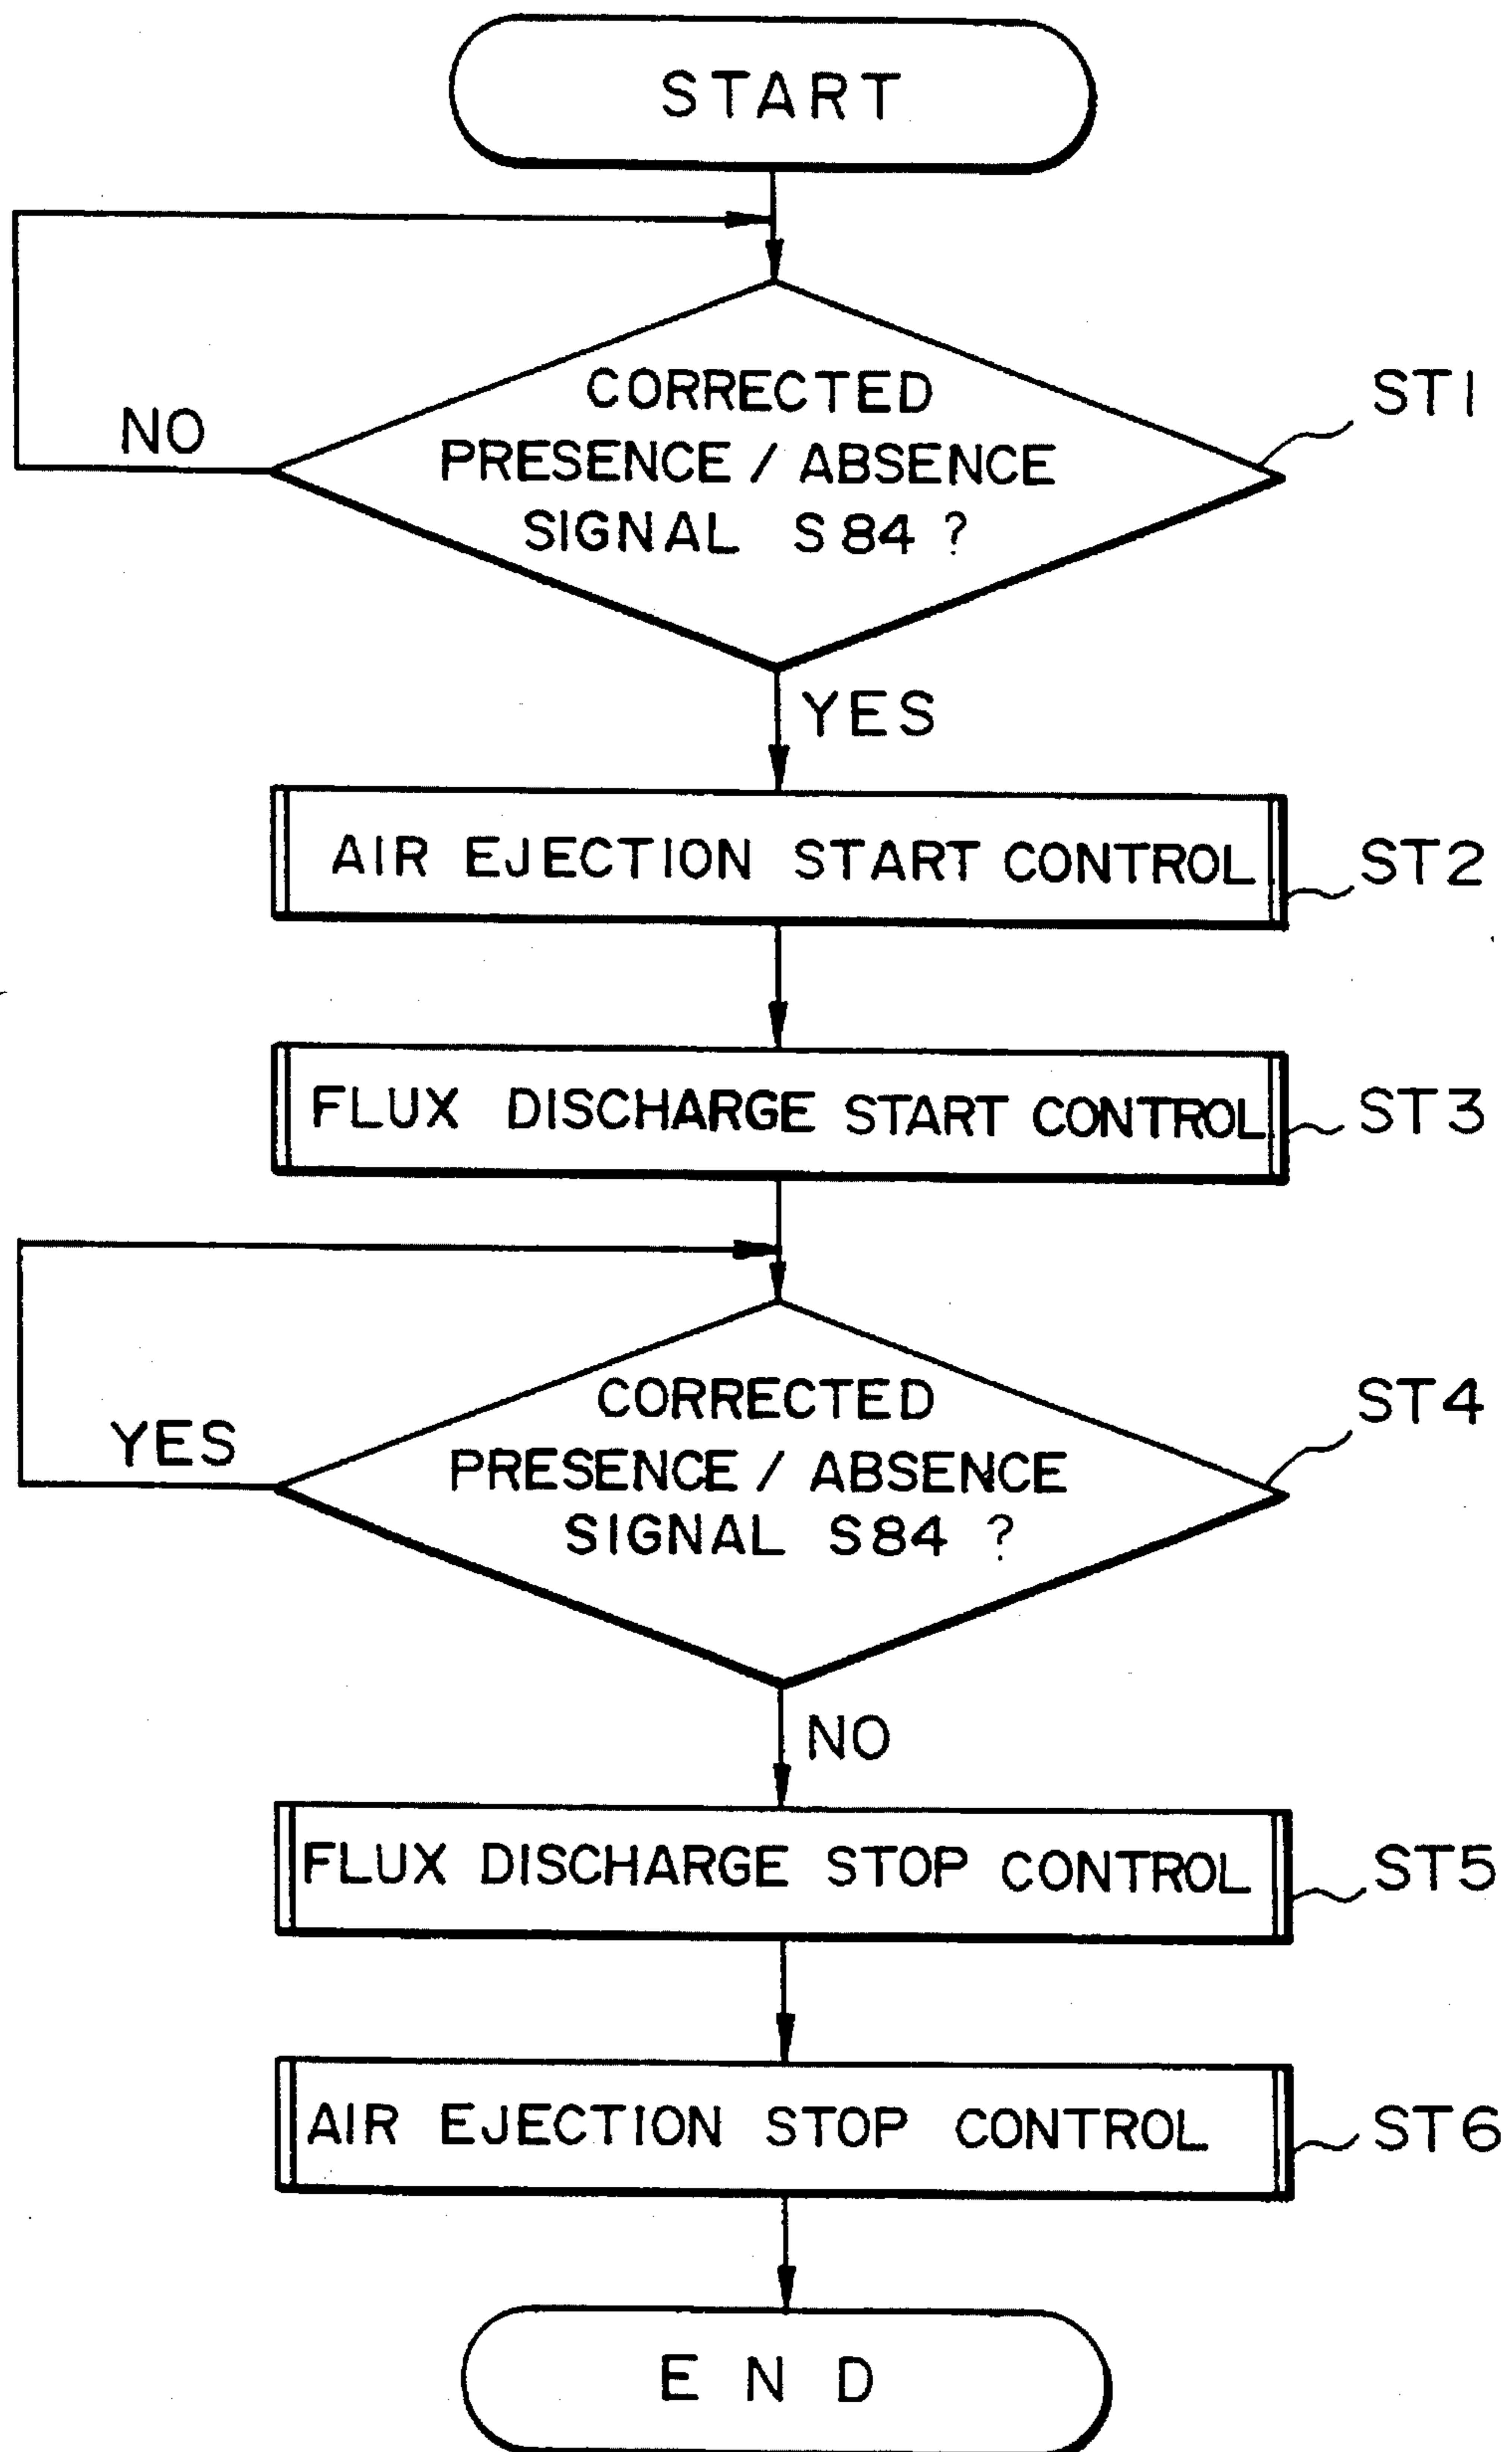 START
CORRECTED
PRESENCE / ABSENCE
SIGNAL S84 ?
ST1
NO
YES
AIR EJECTION START CONTROL
ST2
FLUX DISCHARGE START CONTROL
ST3
CORRECTED
PRESENCE / ABSENCE
SIGNAL S84 ?
ST4
YES
NO
FLUX DISCHARGE STOP CONTROL
ST5
AIR EJECTION STOP CONTROL
ST6
END